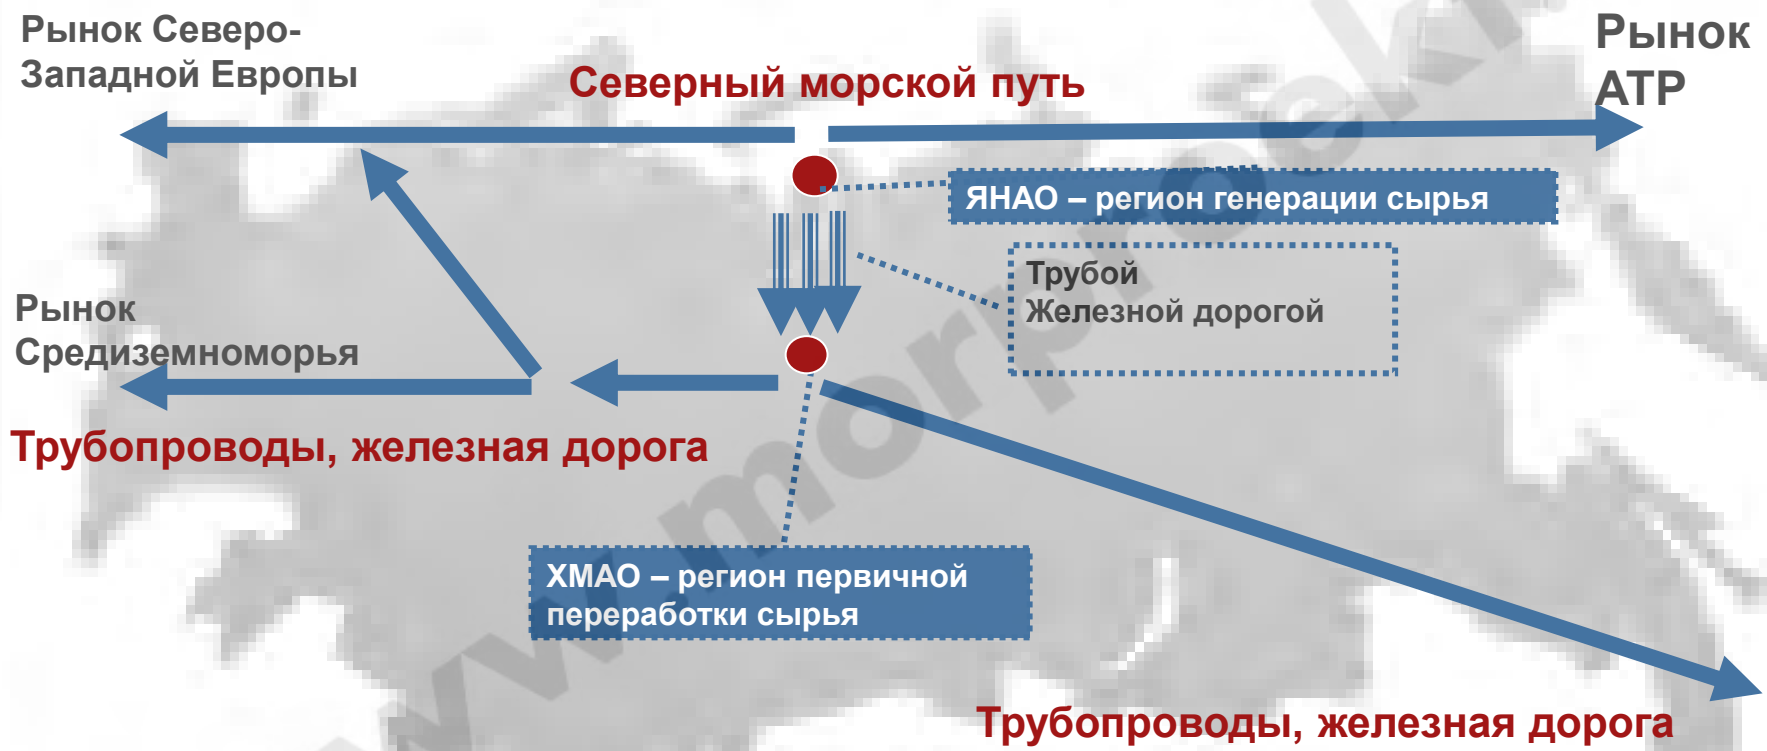 Рынок Северо-
Западной Европы
Северный морской путь
Рынок
АТР
ЯНАО – регион генерации сырья
Трубой
Железной дорогой
Рынок
Средиземноморья
Трубопроводы, железная дорога
ХМАО – регион первичной
переработки сырья
Трубопроводы, железная дорога